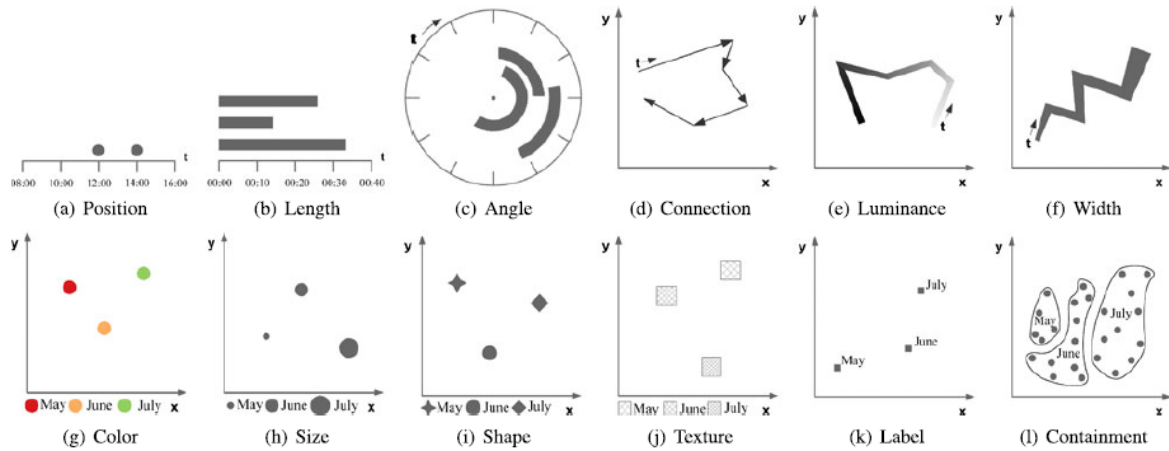 t
08:00 10:00 12:00 14:00 16:00
(a) Position
t
00:00 00:10 00:20 00:30 00:40
(b) Length
t
(c) Angle
y
t
x
(d) Connection
y
t
x
(e) Luminance
y
t
x
(f) Width
y
x
May June July
(g) Color
y
x
May June July
(h) Size
y
x
May June July
(i) Shape
y
x
May June July
(j) Texture
y
July
June
May
x
(k) Label
y
May
July
June
x
(l) Containment